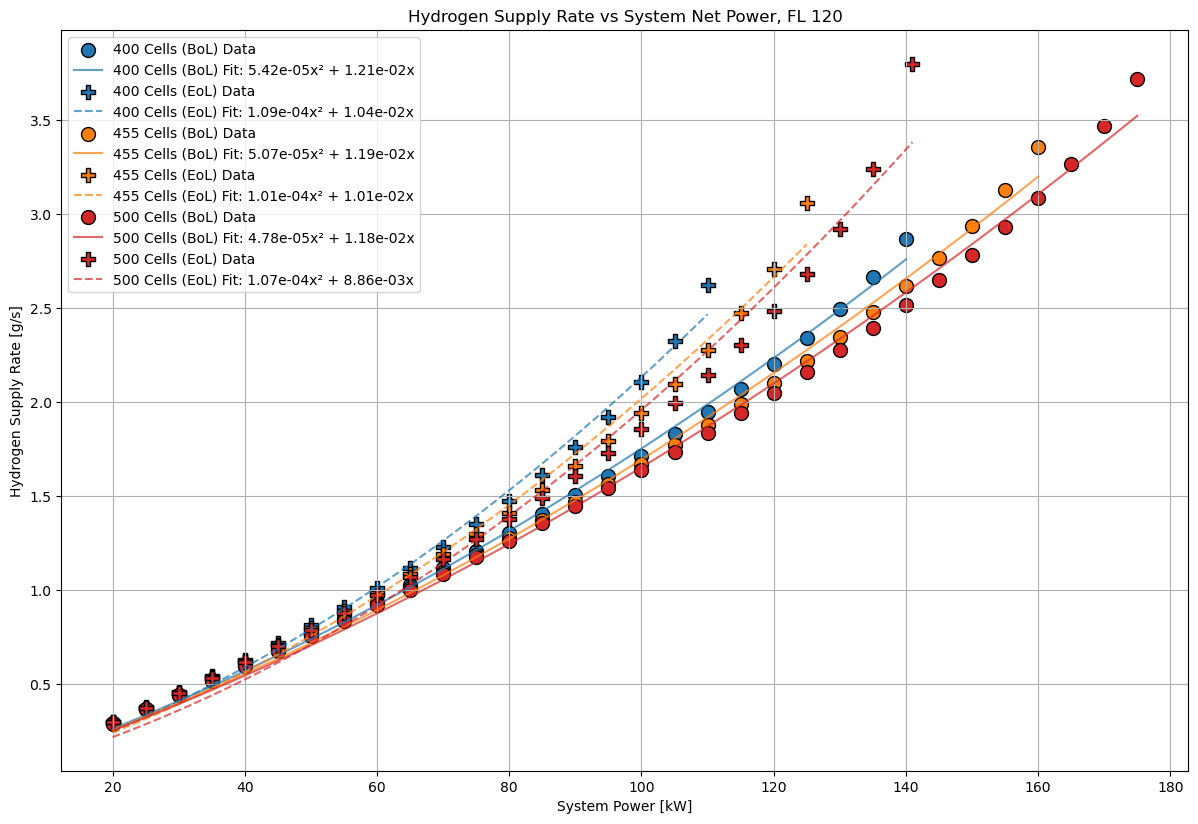 Hydrogen Supply Rate vs System Net Power, FL 120
400 Cells (BoL) Data
400 Cells (BoL) Fit: 5.42e-05x² + 1.21e-02x
400 Cells (EoL) Data
400 Cells (EoL) Fit: 1.09e-04x² + 1.04e-02x
455 Cells (BoL) Data
455 Cells (BoL) Fit: 5.07e-05x² + 1.19e-02x
455 Cells (EoL) Data
455 Cells (EoL) Fit: 1.01e-04x² + 1.01e-02x
500 Cells (BoL) Data
500 Cells (BoL) Fit: 4.78e-05x² + 1.18e-02x
500 Cells (EoL) Data
500 Cells (EoL) Fit: 1.07e-04x² + 8.86e-03x
Hydrogen Supply Rate [g/s]
3.5
3.0
2.5
2.0
1.5
1.0
0.5
20 40 60 80 100 120 140 160 180
System Power [kW]